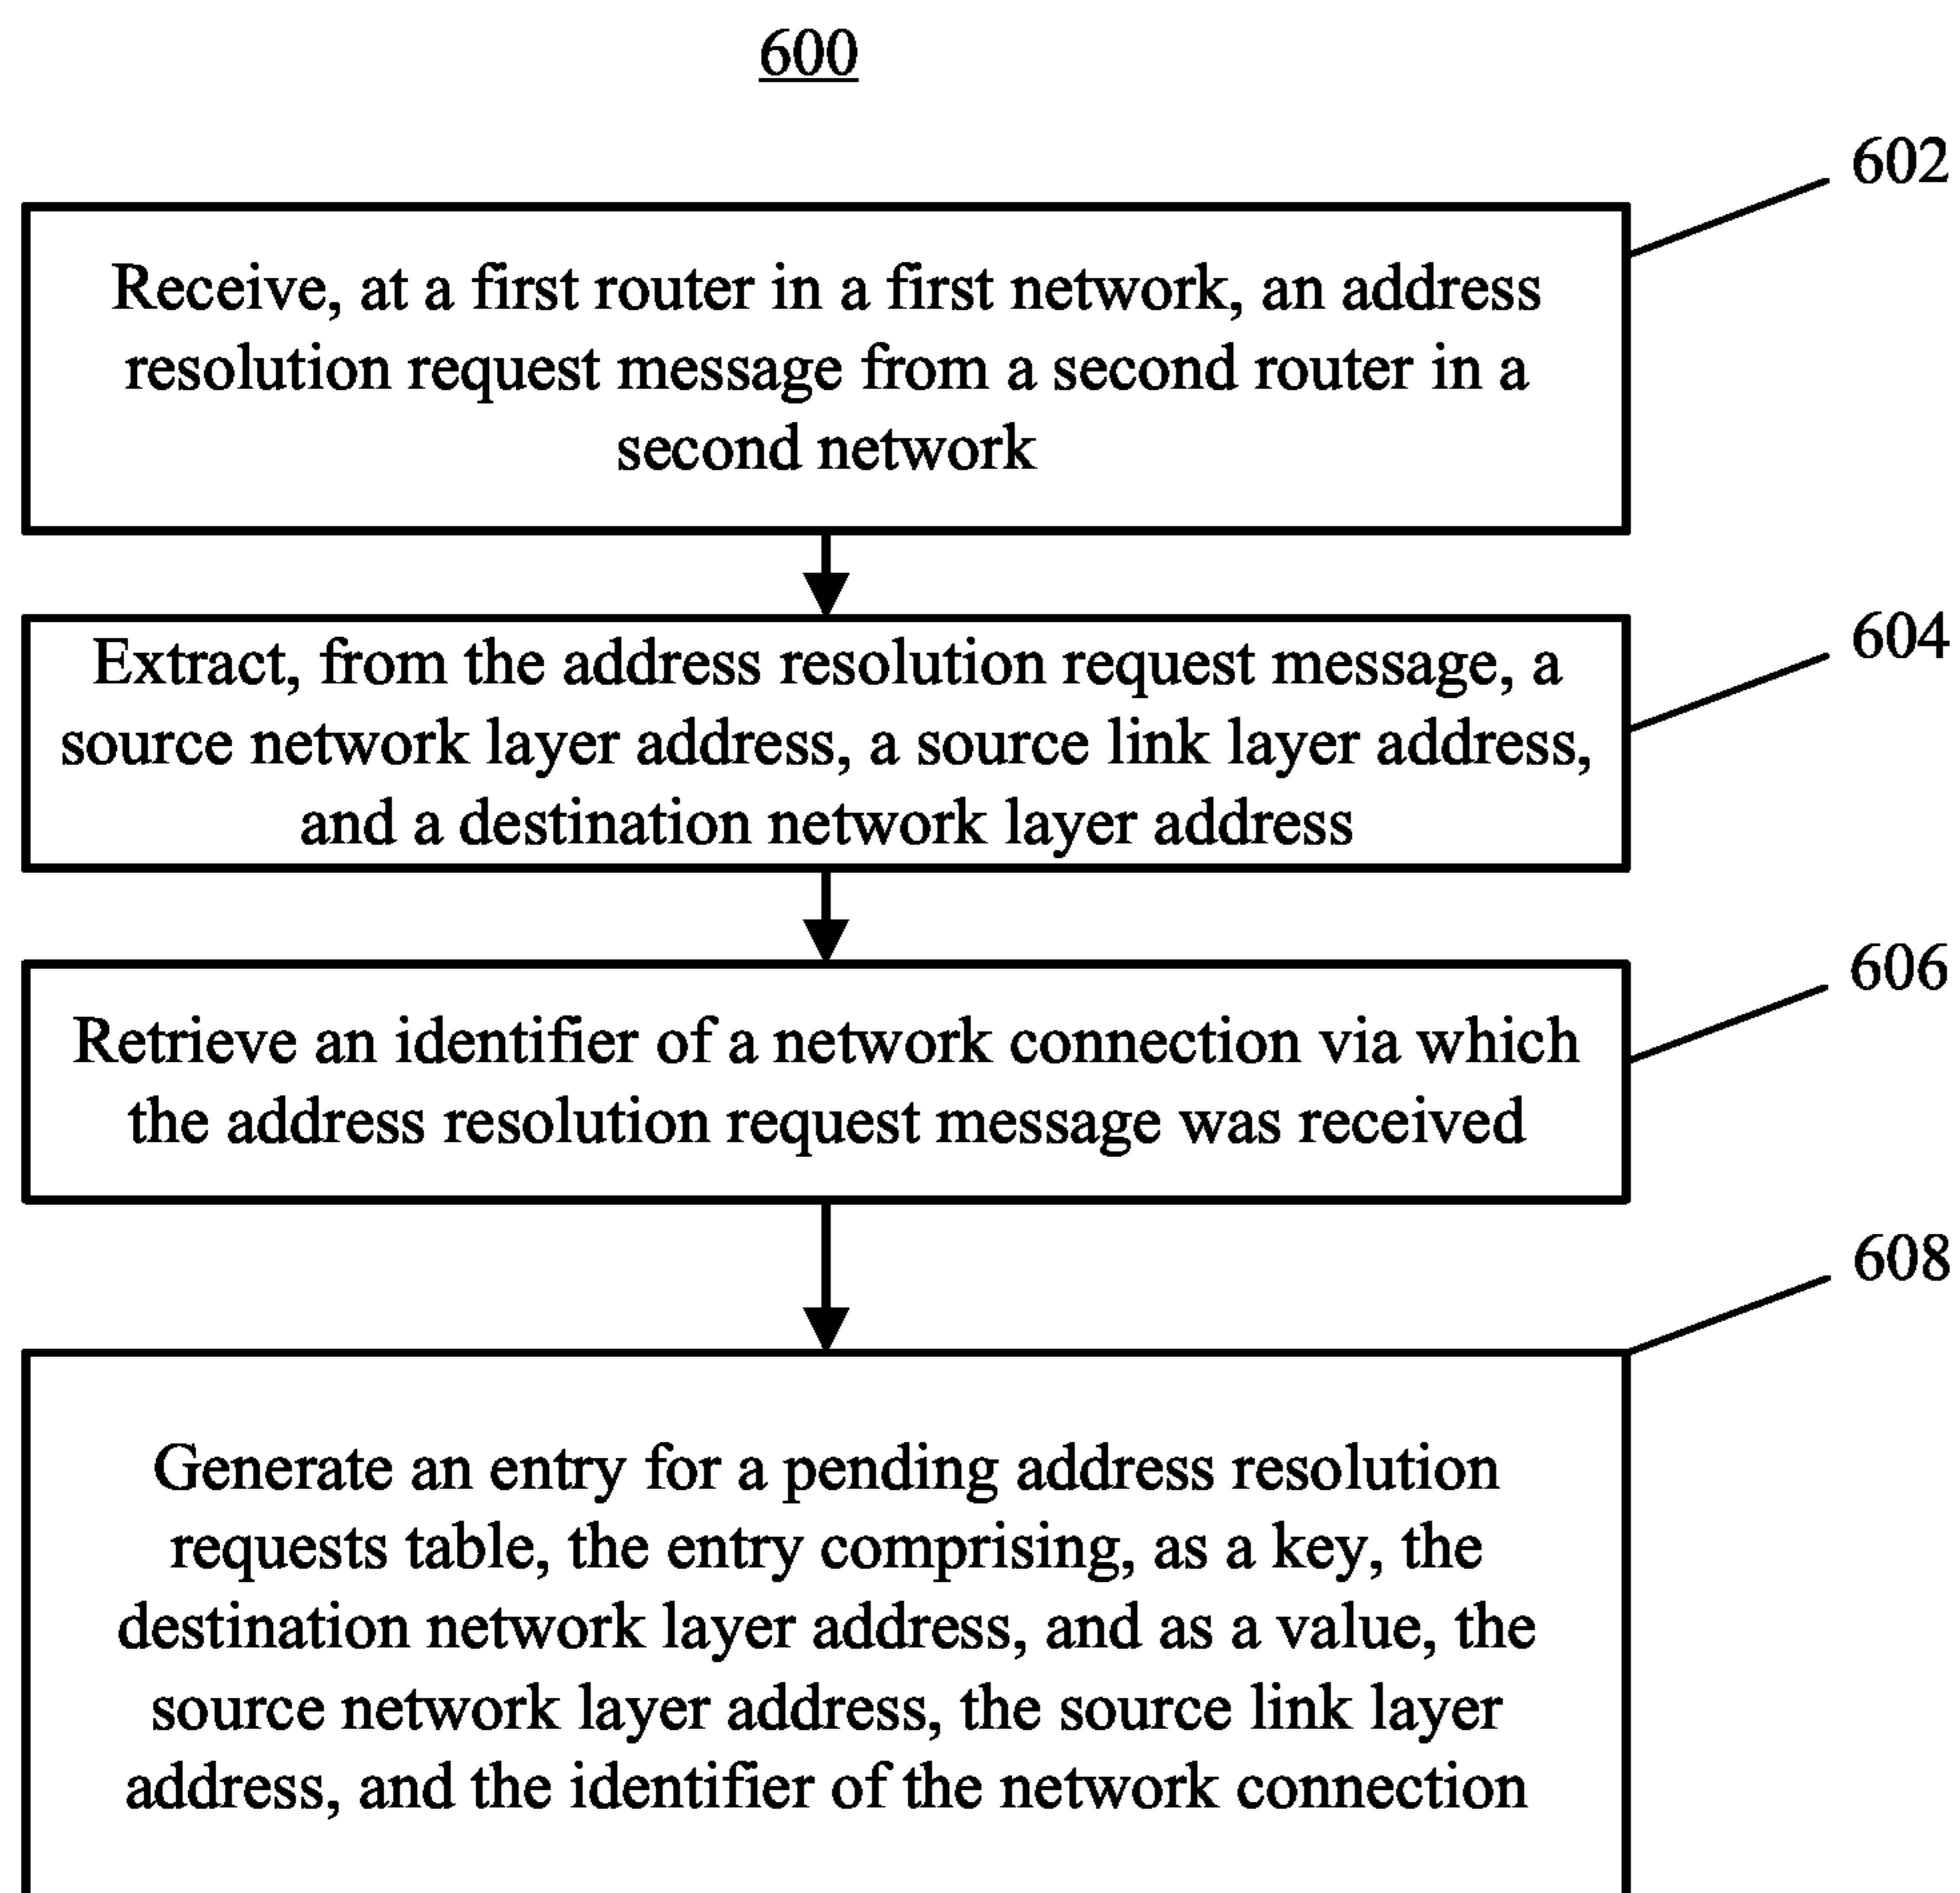 600
602
Receive, at a first router in a first network, an address
resolution request message from a second router in a
second network
604
Extract, from the address resolution request message, a
source network layer address, a source link layer address,
and a destination network layer address
606
Retrieve an identifier of a network connection via which
the address resolution request message was received
608
Generate an entry for a pending address resolution
requests table, the entry comprising, as a key, the
destination network layer address, and as a value, the
source network layer address, the source link layer
address, and the identifier of the network connection